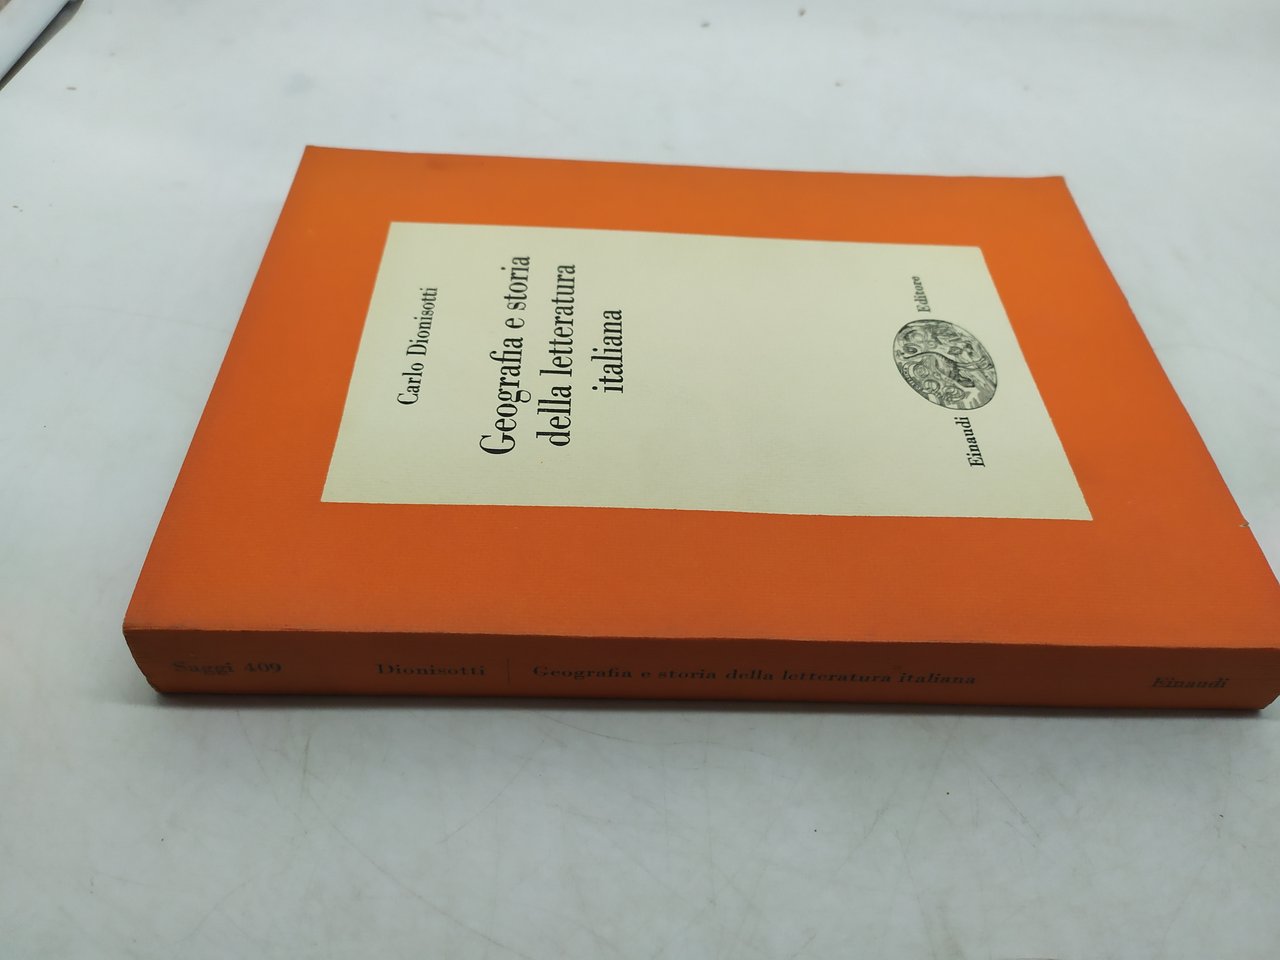 Carlo Dionisotti
Geografia e storia
della letteratura
italiana
Einaudi Editore
Saggi 409 Dionisotti Geografia e storia della letteratura italiana Einaudi